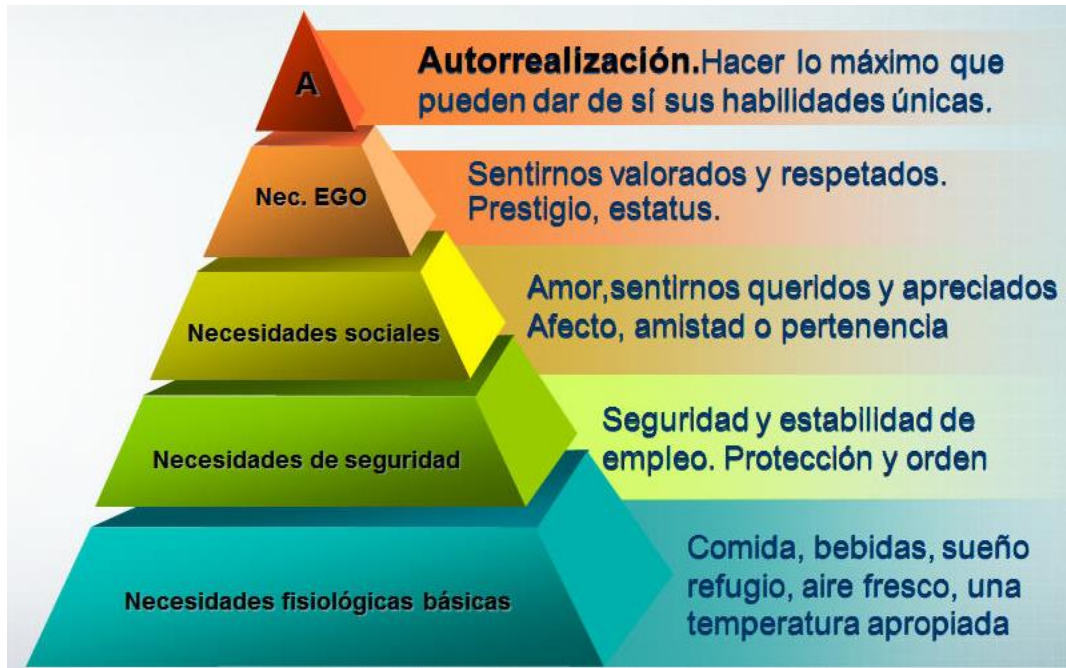 A
Autorrealización.Hacer lo máximo que
pueden dar de sí sus habilidades únicas.
Nec. EGO
Sentirnos valorados y respetados.
Prestigio, estatus.
Necesidades sociales
Amor,sentirnos queridos y apreciados
Afecto, amistad o pertenencia
Necesidades de seguridad
Seguridad y estabilidad de
empleo. Protección y orden
Necesidades fisiológicas básicas
Comida, bebidas, sueño
refugio, aire fresco, una
temperatura apropiada